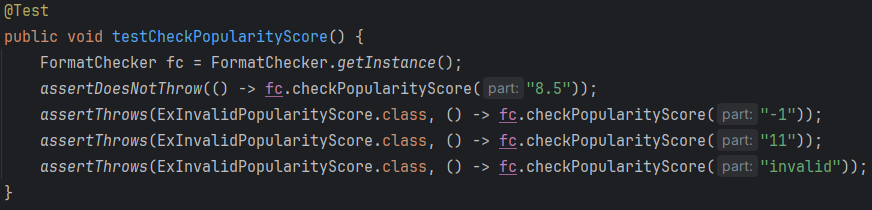 @Test
public void testCheckPopularityScore() {
    FormatChecker fc = FormatChecker.getInstance();
    assertDoesNotThrow(() -> fc.checkPopularityScore( part: "8.5"));
    assertThrows(ExInvalidPopularityScore.class, () -> fc.checkPopularityScore( part: "-1"));
    assertThrows(ExInvalidPopularityScore.class, () -> fc.checkPopularityScore( part: "11"));
    assertThrows(ExInvalidPopularityScore.class, () -> fc.checkPopularityScore( part: "invalid"));
}